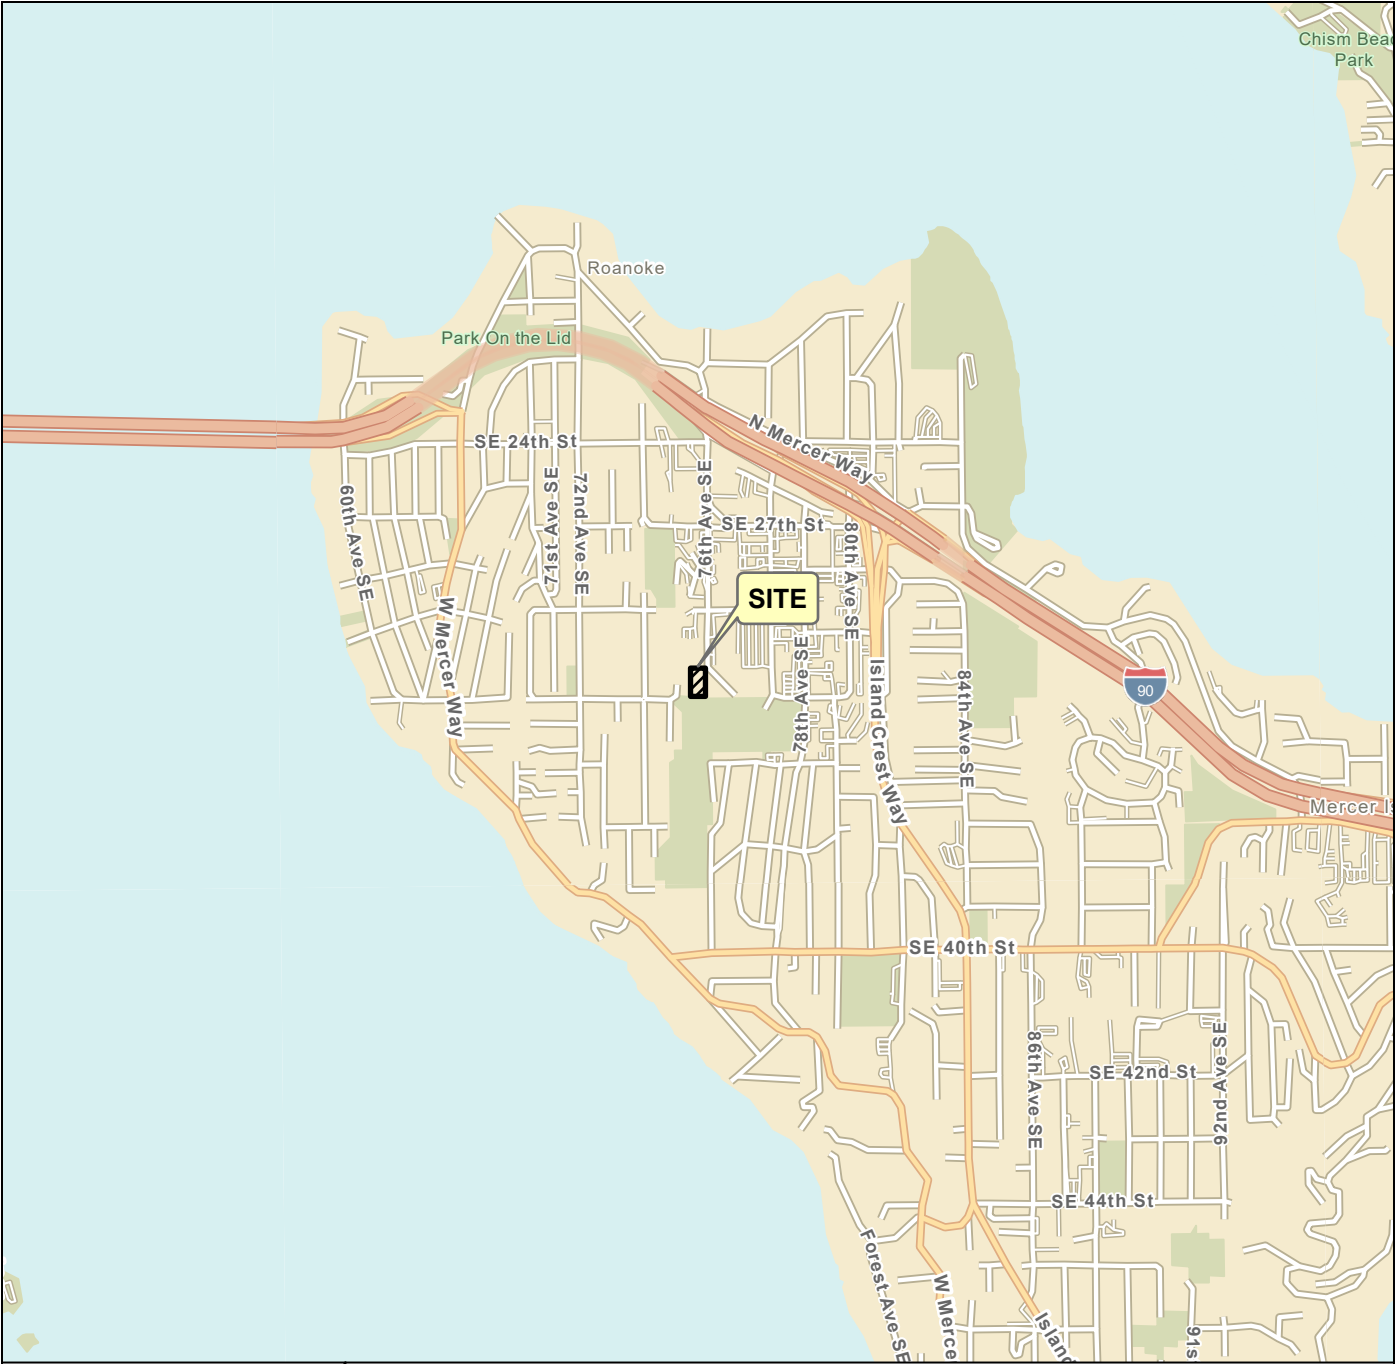 Chism Beac
Park
Roanoke
Park On the Lid
N Mercer Way
SE 24th St
60th Ave SE
71st Ave SE
72nd Ave SE
76th Ave SE
SE 27th St
80th Ave SE
SITE
W Mercer Way
78th Ave SE
Island Crest Way
84th Ave SE
90
Mercer Is
SE 40th St
86th Ave SE
SE 42nd St
92nd Ave SE
SE 44th St
Forest Ave SE
W Merce
Island
91s